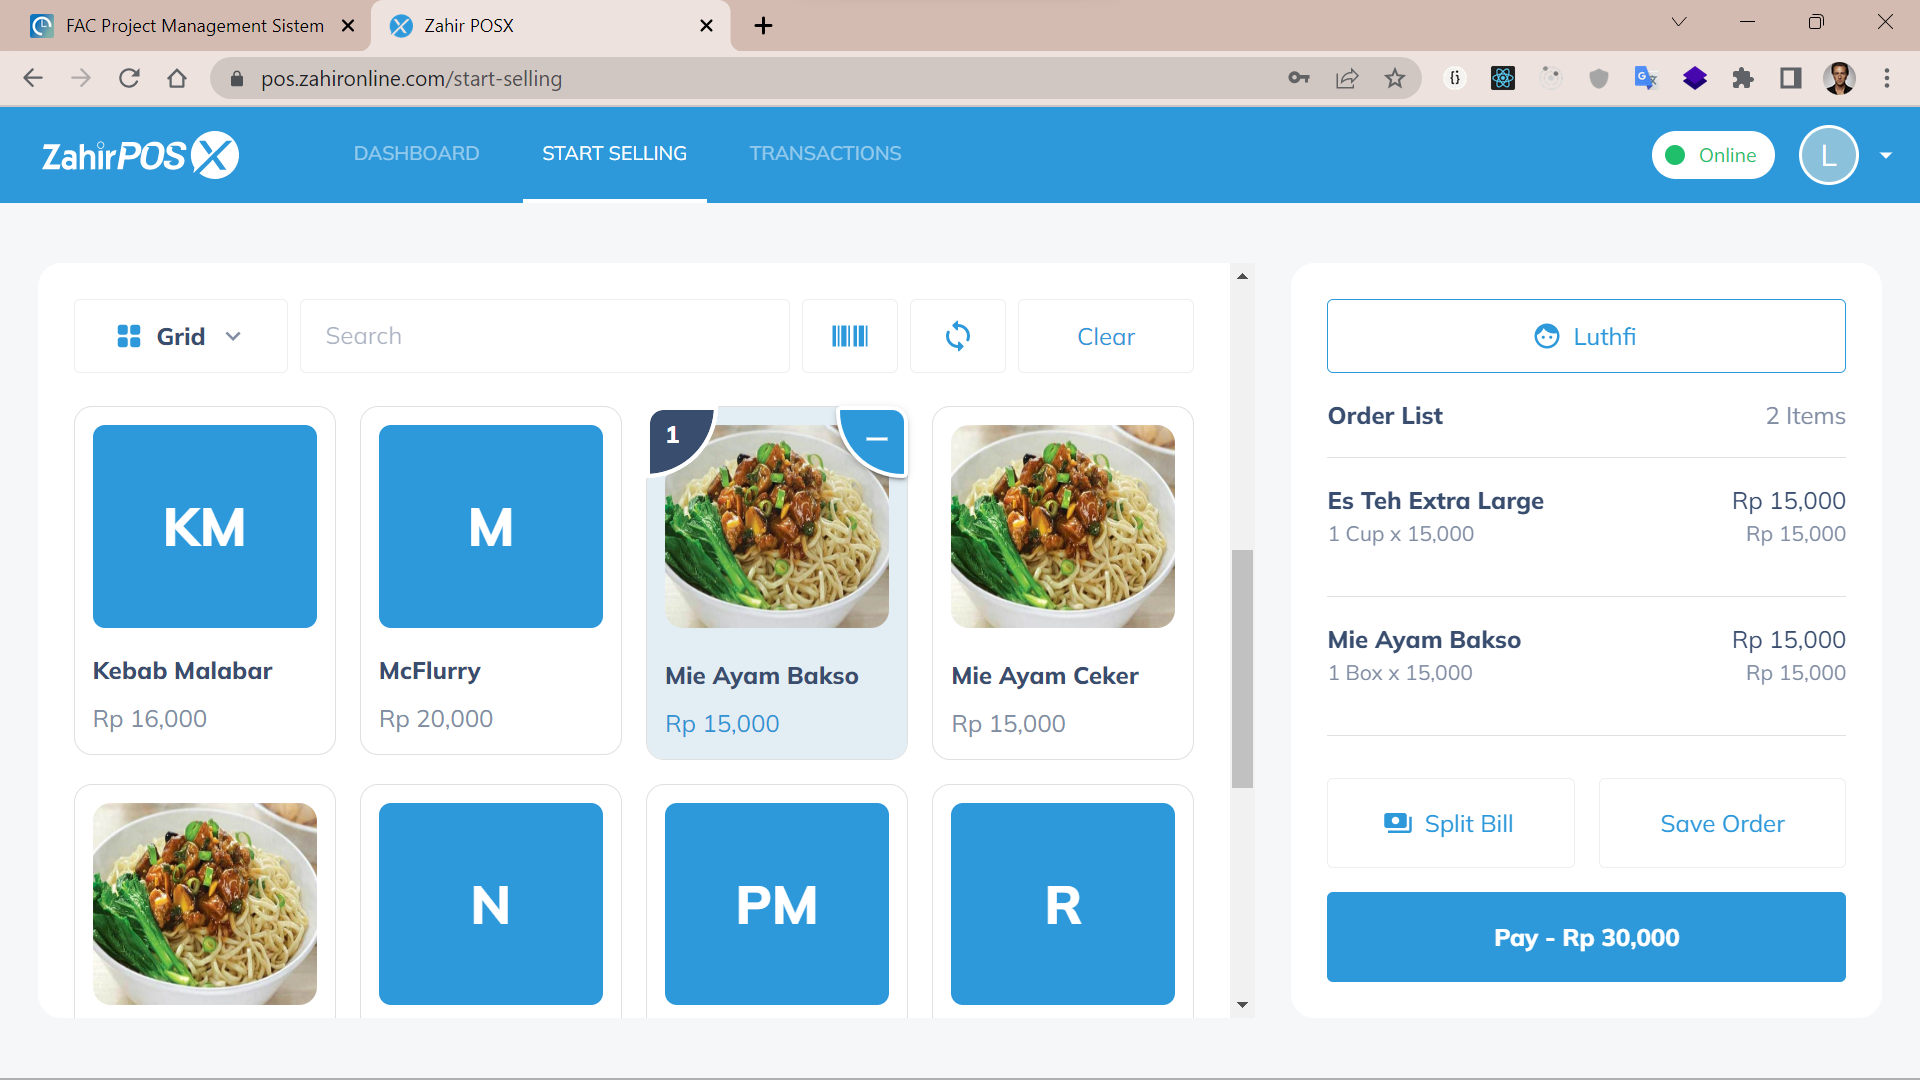 FAC Project Management Sistem
Zahir POSX
pos.zahironline.com/start-selling
ZahirPOS X
DASHBOARD
START SELLING
TRANSACTIONS
Online
L
Grid
Search
Clear
KM
Kebab Malabar
Rp 16,000
M
McFlurry
Rp 20,000
1
Mie Ayam Bakso
Rp 15,000
Mie Ayam Ceker
Rp 15,000
N
PM
R
Luthfi
Order List 2 Items
Es Teh Extra Large Rp 15,000
1 Cup x 15,000 Rp 15,000
Mie Ayam Bakso Rp 15,000
1 Box x 15,000 Rp 15,000
Split Bill
Save Order
Pay - Rp 30,000